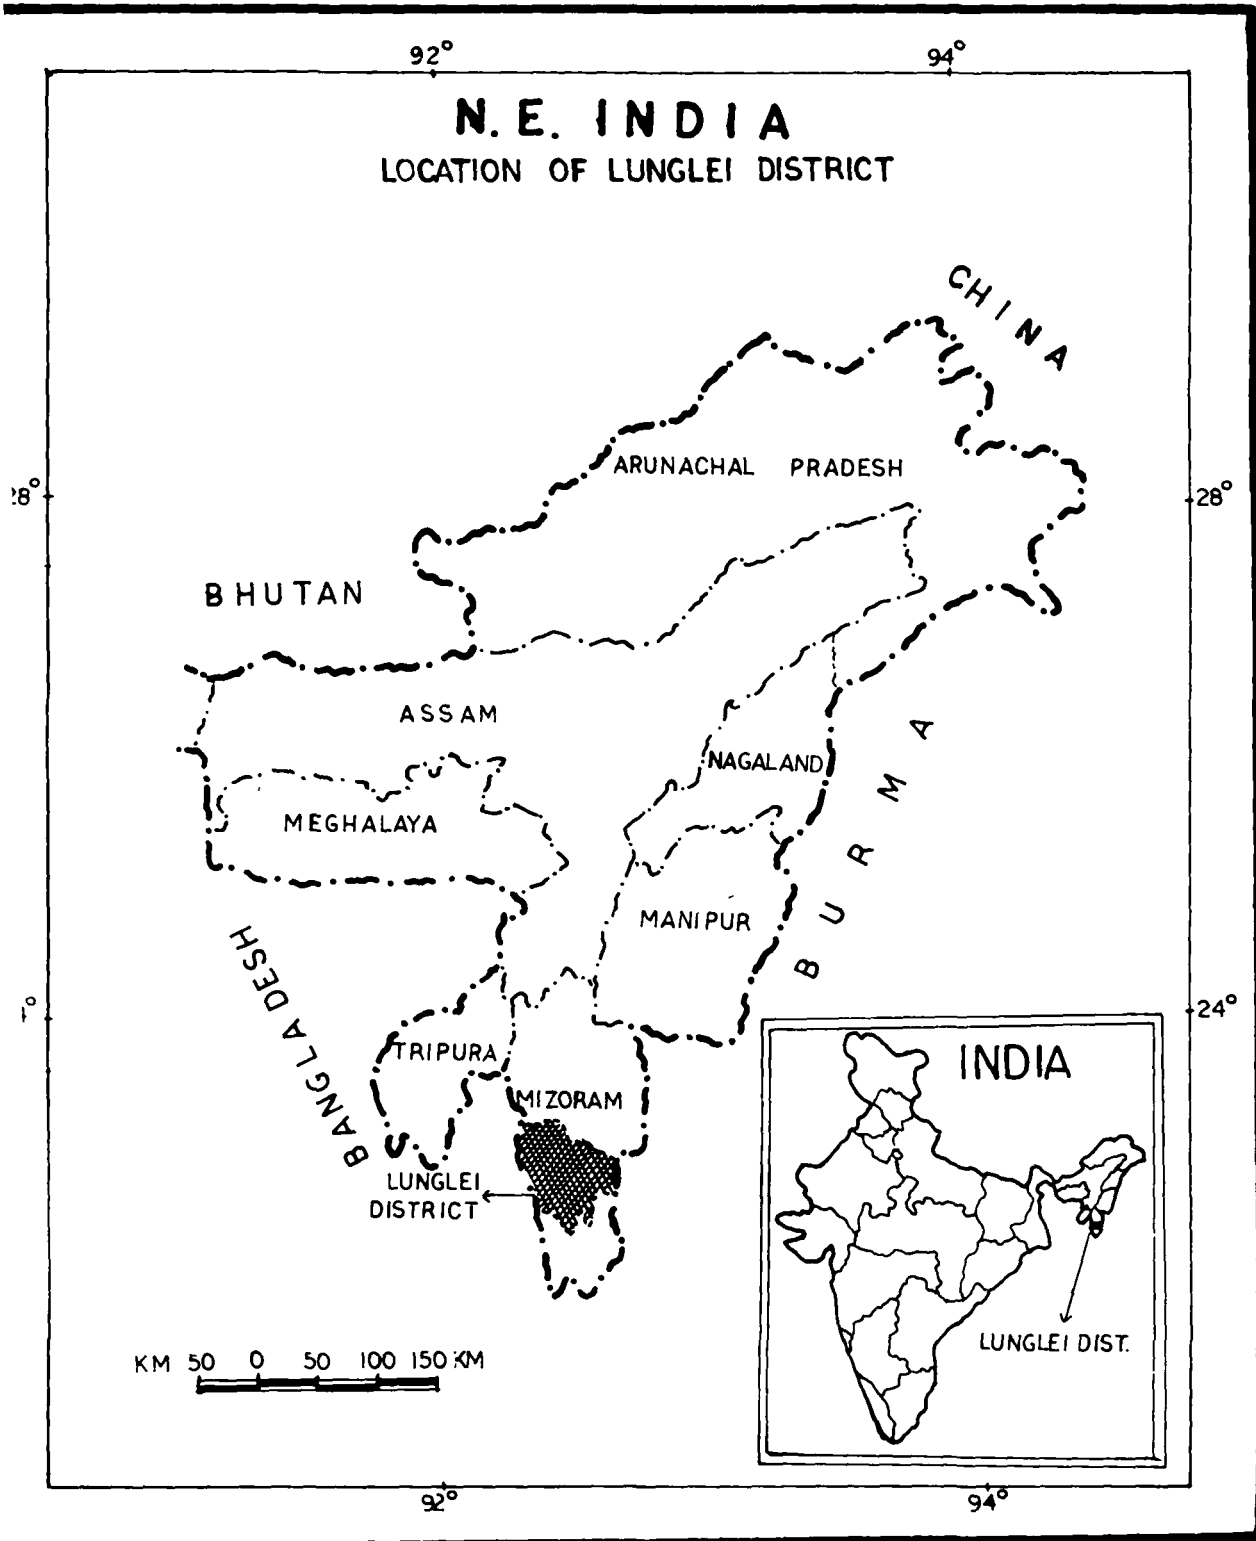 92° 94°
N. E. INDIA
LOCATION OF LUNGLEI DISTRICT
CHINA
ARUNACHAL PRADESH
28°
BHUTAN
ASSAM
NAGALAND
BURMA
MEGHALAYA
MANIPUR
BANGLADESH
24°
TRIPURA
MIZORAM
LUNGLEI
DISTRICT
INDIA
LUNGLEI DIST.
KM 50 0 50 100 150 KM
92° 94°